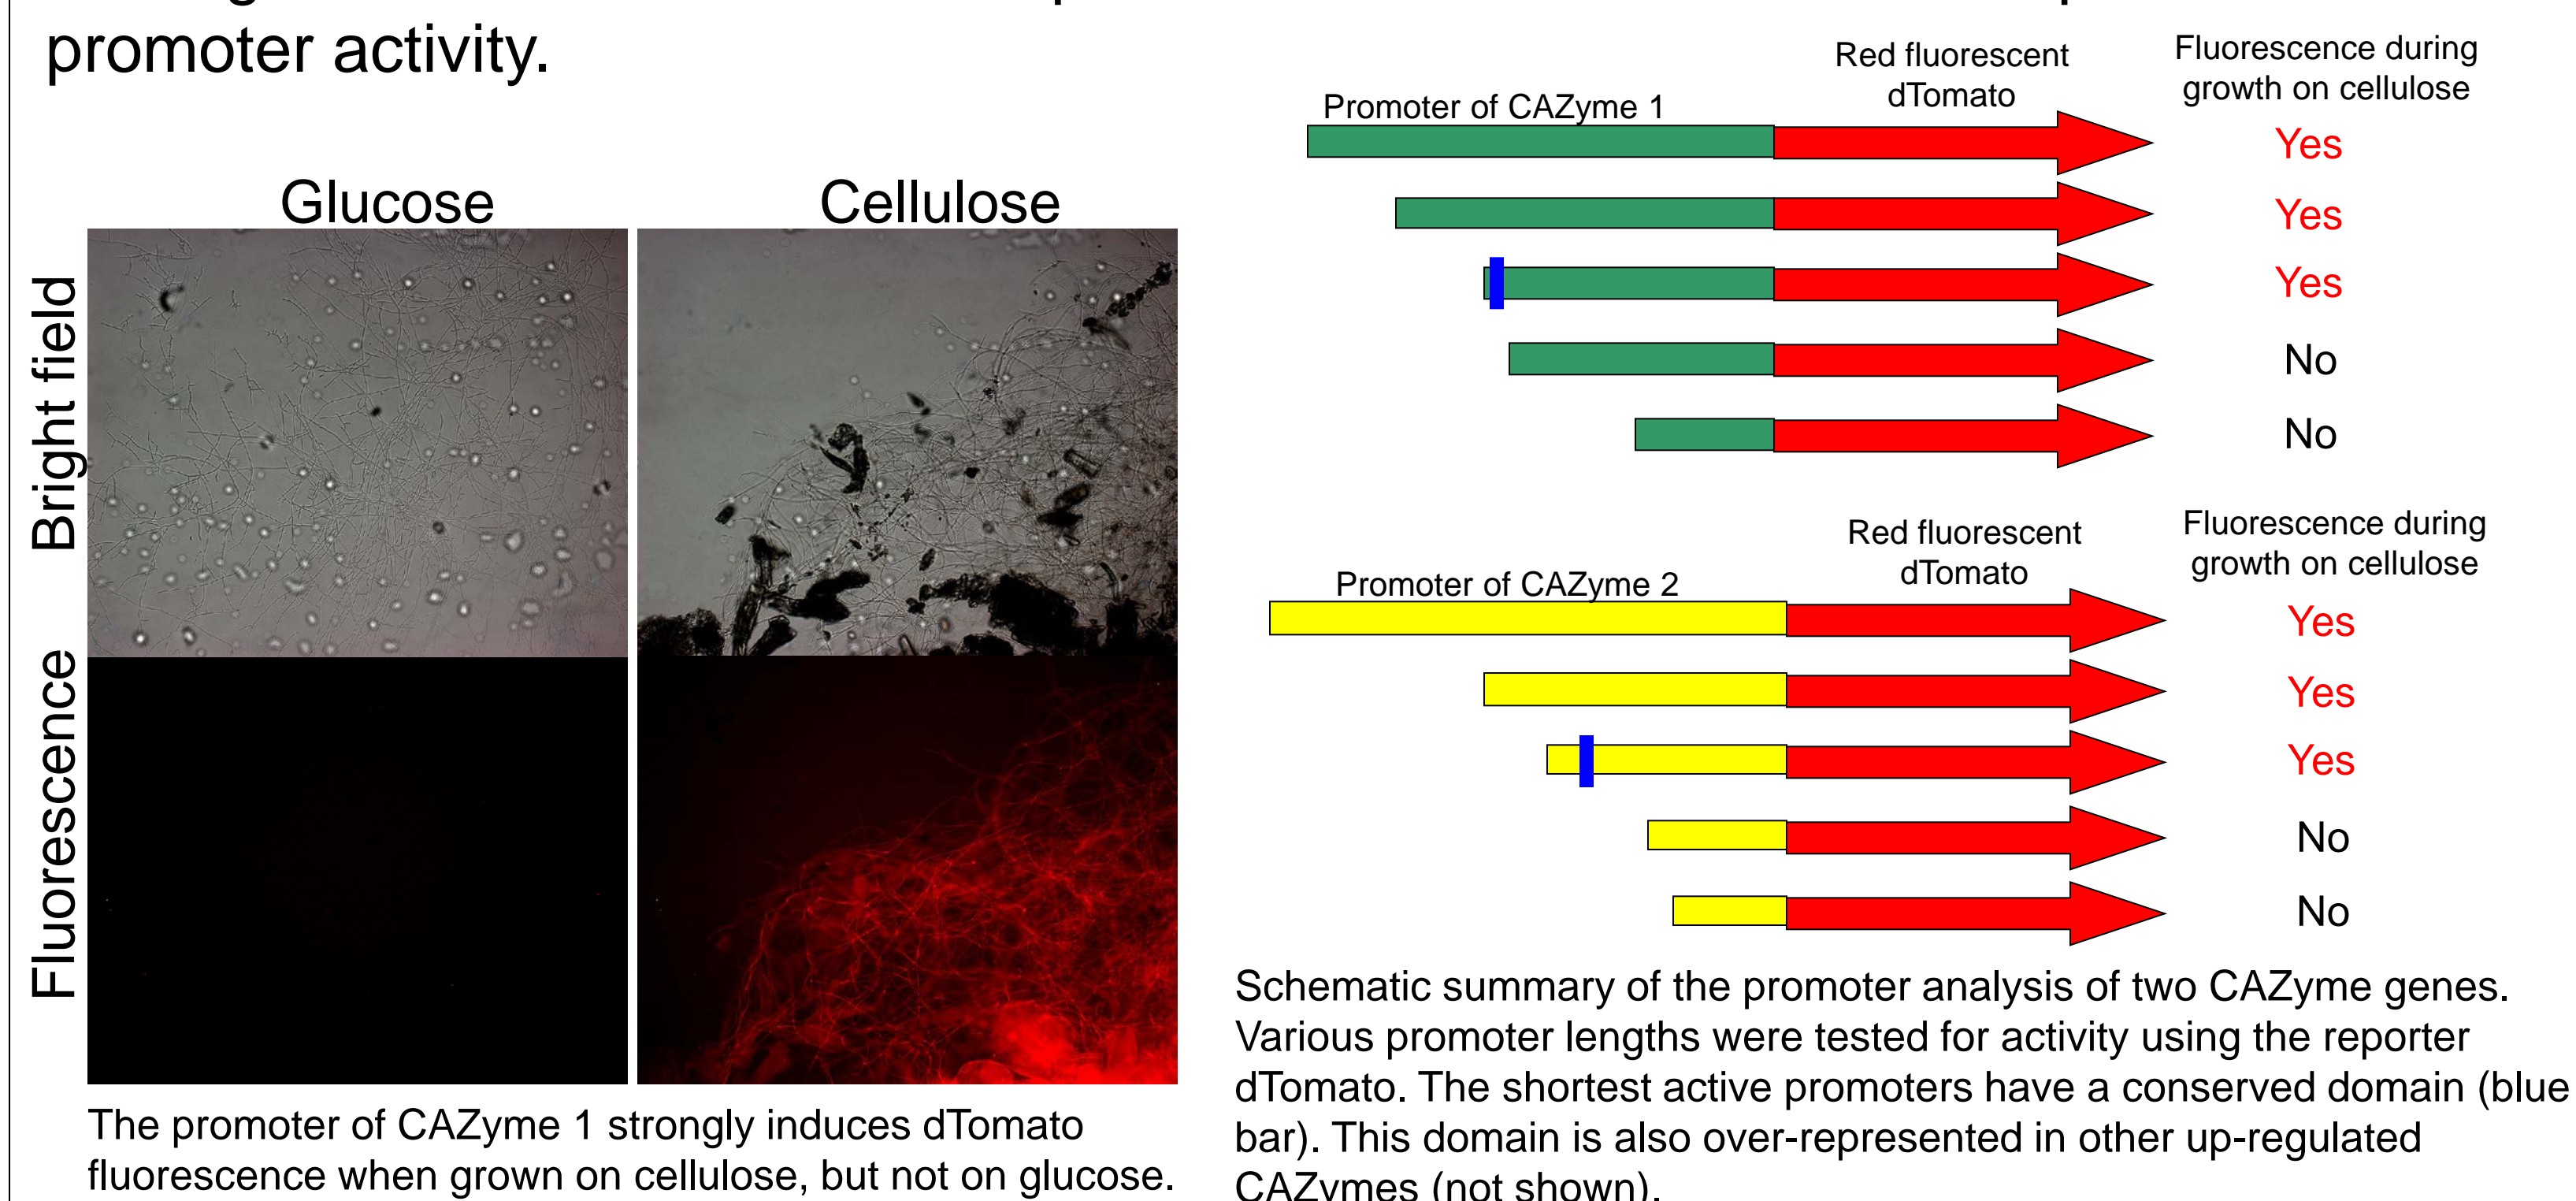 promoter activity.
Glucose
Cellulose
Bright field
Fluorescence
The promoter of CAZyme 1 strongly induces dTomato
fluorescence when grown on cellulose, but not on glucose.
Promoter of CAZyme 1
Red fluorescent
dTomato
Fluorescence during
growth on cellulose
Yes
Yes
Yes
No
No
Promoter of CAZyme 2
Red fluorescent
dTomato
Fluorescence during
growth on cellulose
Yes
Yes
Yes
No
No
Schematic summary of the promoter analysis of two CAZyme genes.
Various promoter lengths were tested for activity using the reporter
dTomato. The shortest active promoters have a conserved domain (blue
bar). This domain is also over-represented in other up-regulated
CAZymes (not shown).